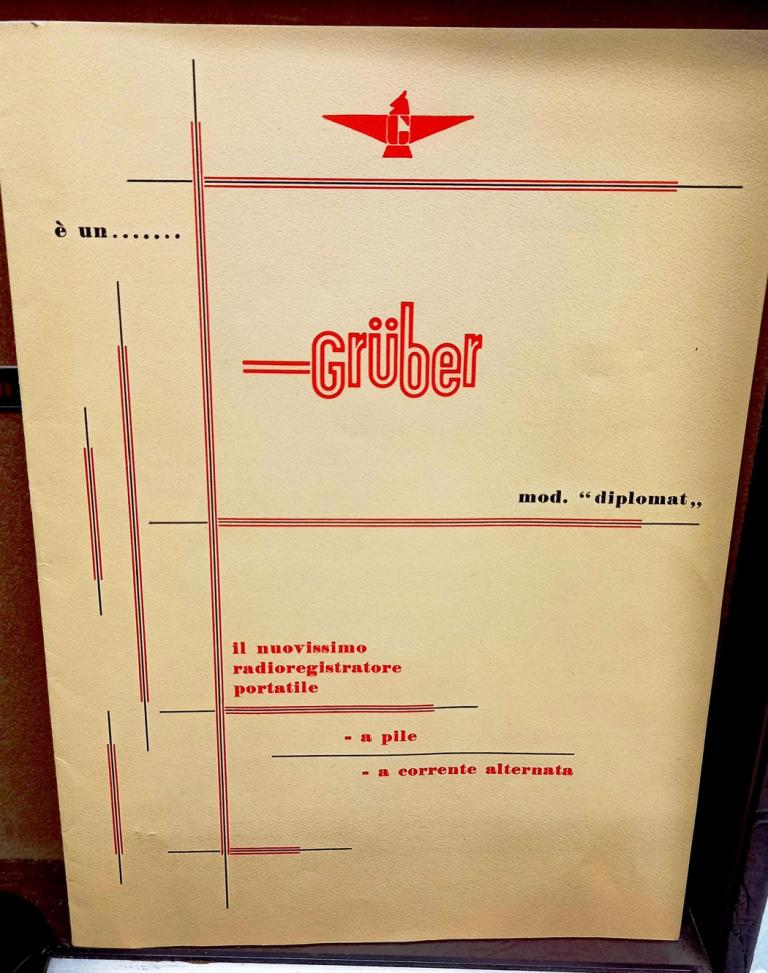 G
è un.......
Grüber
mod. “diplomat„
il nuovissimo
radioregistratore
portatile
- a pile
- a corrente alternata